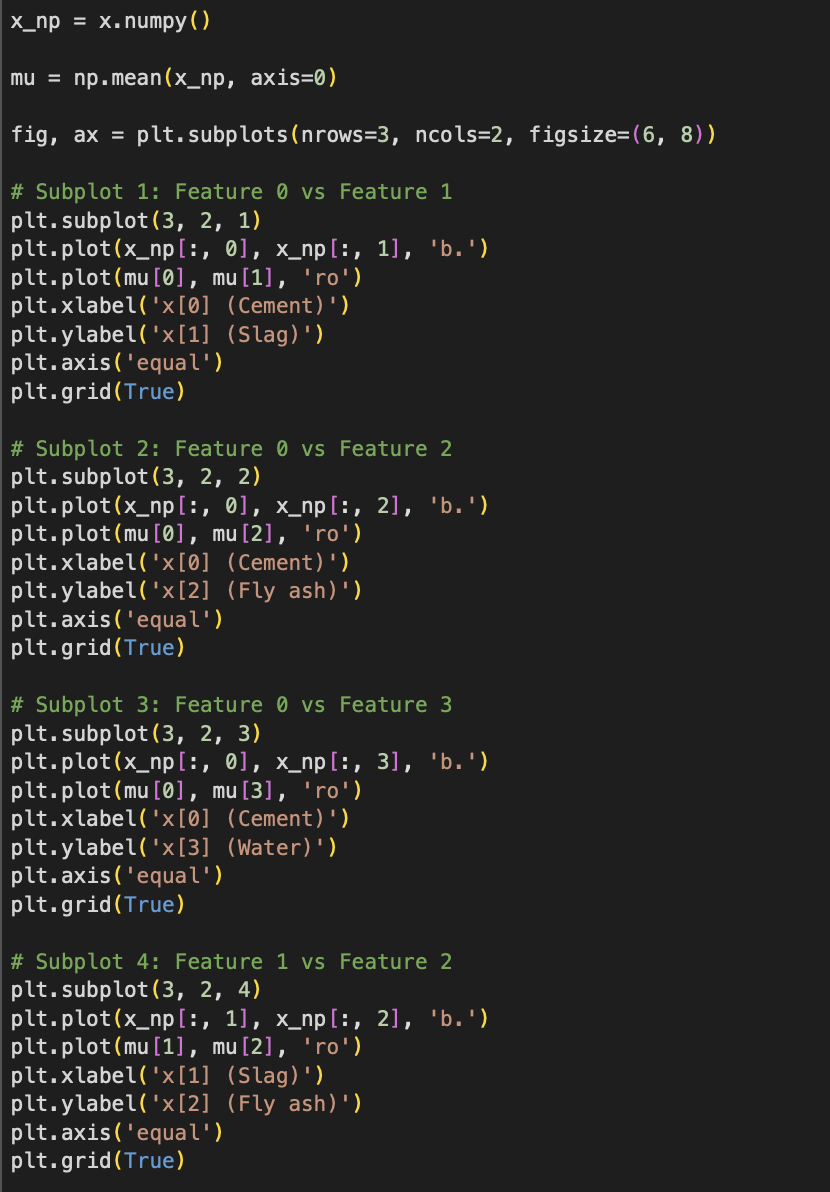 x_np = x.numpy()
mu = np.mean(x_np, axis=0)
fig, ax = plt.subplots(nrows=3, ncols=2, figsize=(6, 8))
# Subplot 1: Feature 0 vs Feature 1
plt.subplot(3, 2, 1)
plt.plot(x_np[:, 0], x_np[:, 1], 'b.')
plt.plot(mu[0], mu[1], 'ro')
plt.xlabel('x[0] (Cement)')
plt.ylabel('x[1] (Slag)')
plt.axis('equal')
plt.grid(True)
# Subplot 2: Feature 0 vs Feature 2
plt.subplot(3, 2, 2)
plt.plot(x_np[:, 0], x_np[:, 2], 'b.')
plt.plot(mu[0], mu[2], 'ro')
plt.xlabel('x[0] (Cement)')
plt.ylabel('x[2] (Fly ash)')
plt.axis('equal')
plt.grid(True)
# Subplot 3: Feature 0 vs Feature 3
plt.subplot(3, 2, 3)
plt.plot(x_np[:, 0], x_np[:, 3], 'b.')
plt.plot(mu[0], mu[3], 'ro')
plt.xlabel('x[0] (Cement)')
plt.ylabel('x[3] (Water)')
plt.axis('equal')
plt.grid(True)
# Subplot 4: Feature 1 vs Feature 2
plt.subplot(3, 2, 4)
plt.plot(x_np[:, 1], x_np[:, 2], 'b.')
plt.plot(mu[1], mu[2], 'ro')
plt.xlabel('x[1] (Slag)')
plt.ylabel('x[2] (Fly ash)')
plt.axis('equal')
plt.grid(True)